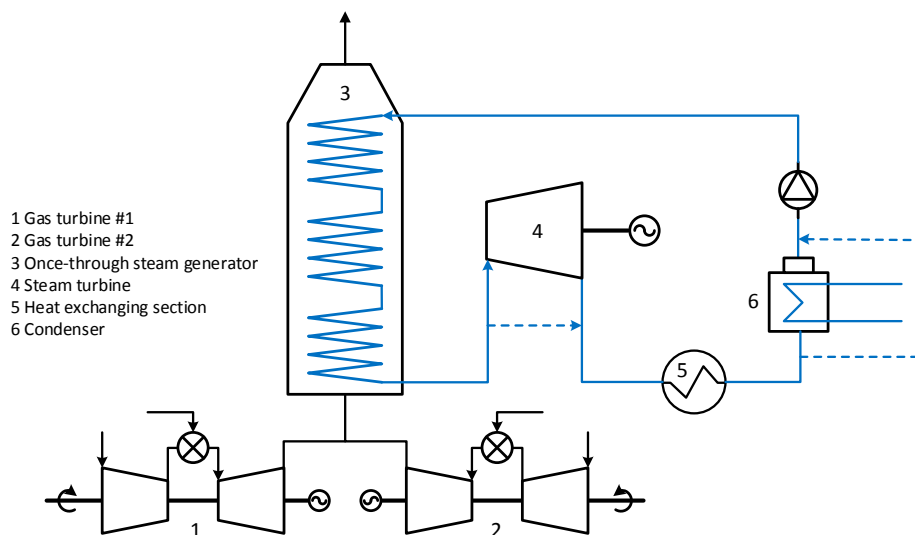 3
4
1 Gas turbine #1
2 Gas turbine #2
3 Once-through steam generator
4 Steam turbine
5 Heat exchanging section
6 Condenser
6
5
1
2